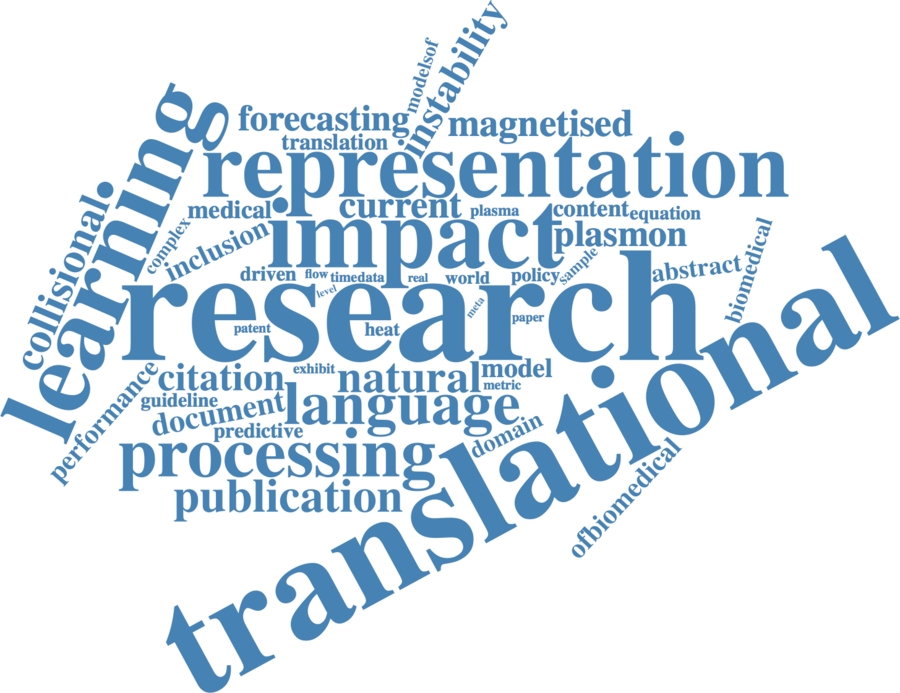 modelsof
instability
forecasting
magnetised
translation
representation
learning
collisional.
complex
medical
inclusion
current
plasma
content
equation
impact
plasmon
driven
flow
timedata
real
world
policy
sample
abstract
biomedical
level
research
meta
patent
heat
paper
translational
performance
citation
exhibit
natural
model
metric
guideline
document
language
predictive
domain
processing
publication
ofbiomedical